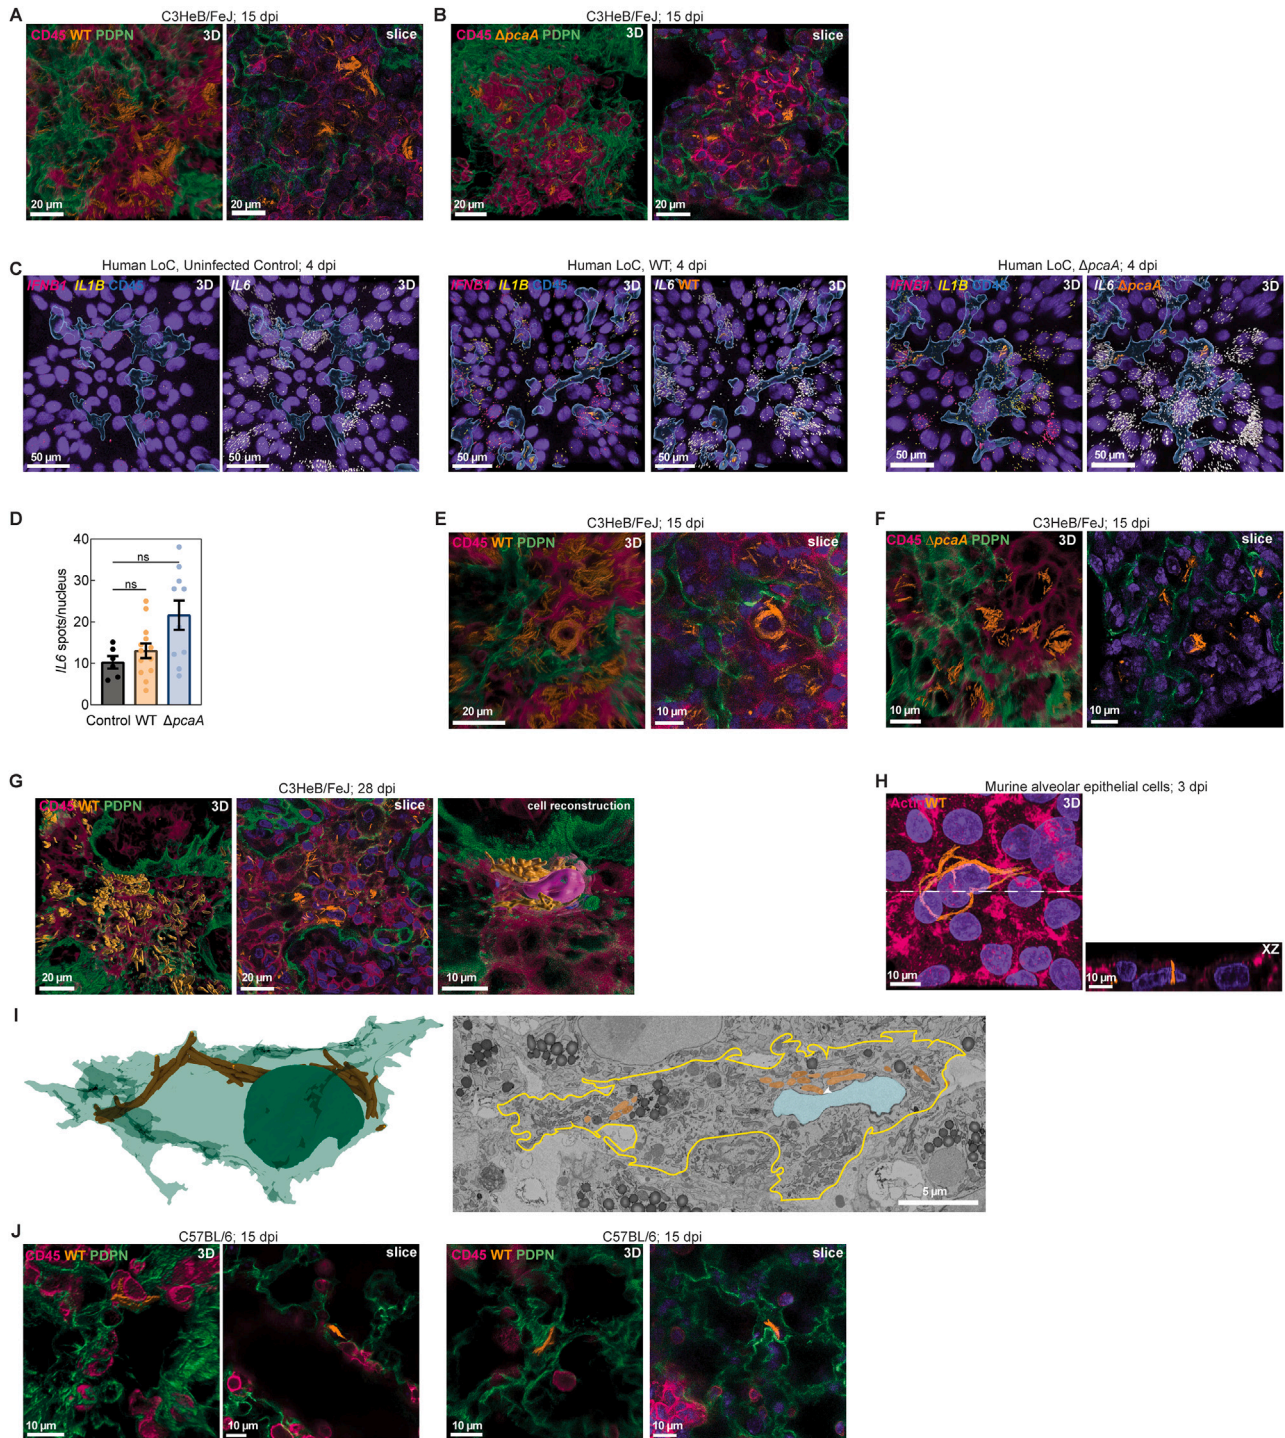 A
C3HeB/FeJ; 15 dpi
CD45 WT PDPN
3D
slice
20 µm
20 µm
B
C3HeB/FeJ; 15 dpi
CD45 ΔpcaA PDPN
3D
slice
20 µm
20 µm
C
Human LoC, Uninfected Control; 4 dpi
IFNB1 IL1B CD45
3D
IL6
3D
50 µm
50 µm
Human LoC, WT; 4 dpi
IFNB1 IL1B CD45
3D
IL6 WT
3D
50 µm
50 µm
Human LoC, ΔpcaA; 4 dpi
IFNB1 IL1B CD45
3D
IL6 ΔpcaA
3D
50 µm
50 µm
D
IL6 spots/nucleus
40
30
20
10
0
ns
ns
Control WT ΔpcaA
E
C3HeB/FeJ; 15 dpi
CD45 WT PDPN
3D
slice
20 µm
10 µm
F
C3HeB/FeJ; 15 dpi
CD45 ΔpcaA PDPN
3D
slice
10 µm
10 µm
G
C3HeB/FeJ; 28 dpi
CD45 WT PDPN
3D
slice
cell reconstruction
20 µm
20 µm
10 µm
H
Murine alveolar epithelial cells; 3 dpi
Actin WT
3D
10 µm
XZ
10 µm
I
5 µm
J
C57BL/6; 15 dpi
CD45 WT PDPN
3D
slice
10 µm
10 µm
C57BL/6; 15 dpi
CD45 WT PDPN
3D
slice
10 µm
10 µm